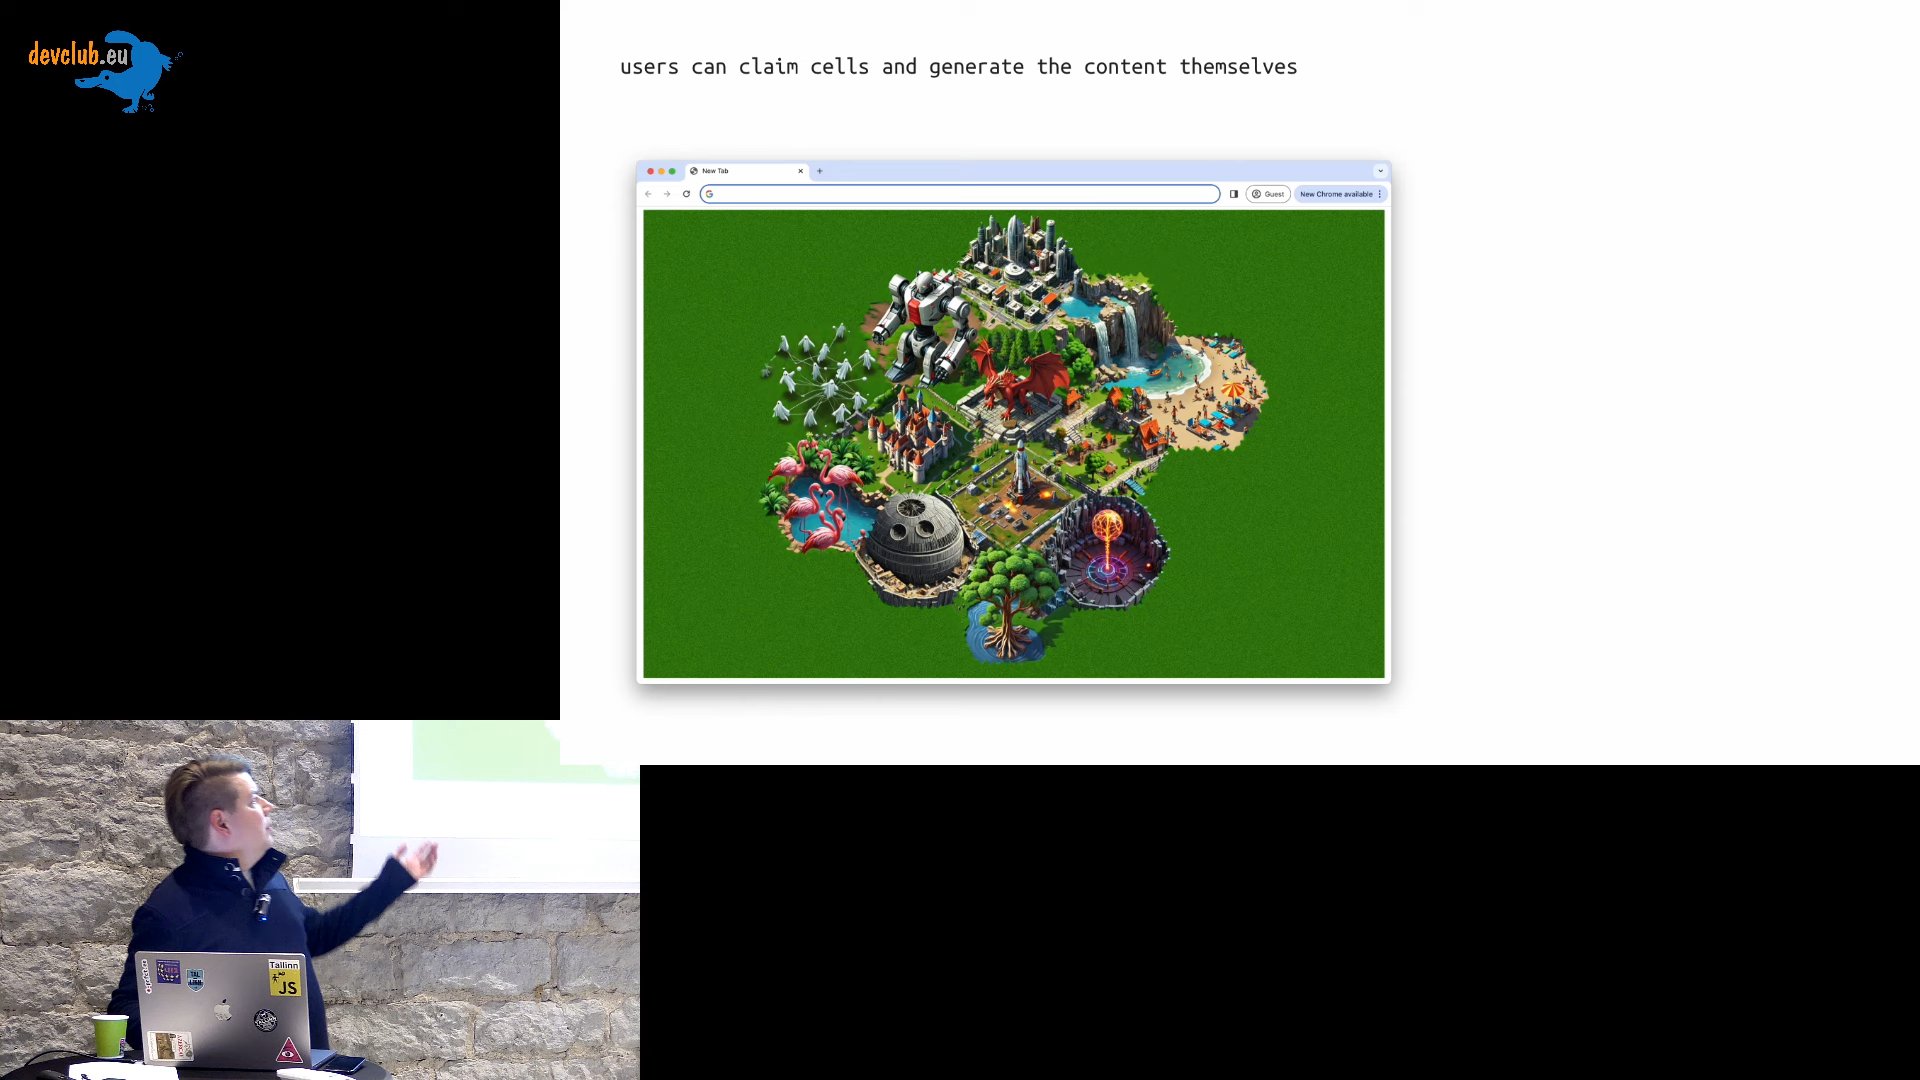 devclub.eu
users can claim cells and generate the content themselves
New Tab
Guest
New Chrome available
Tallinn
JS